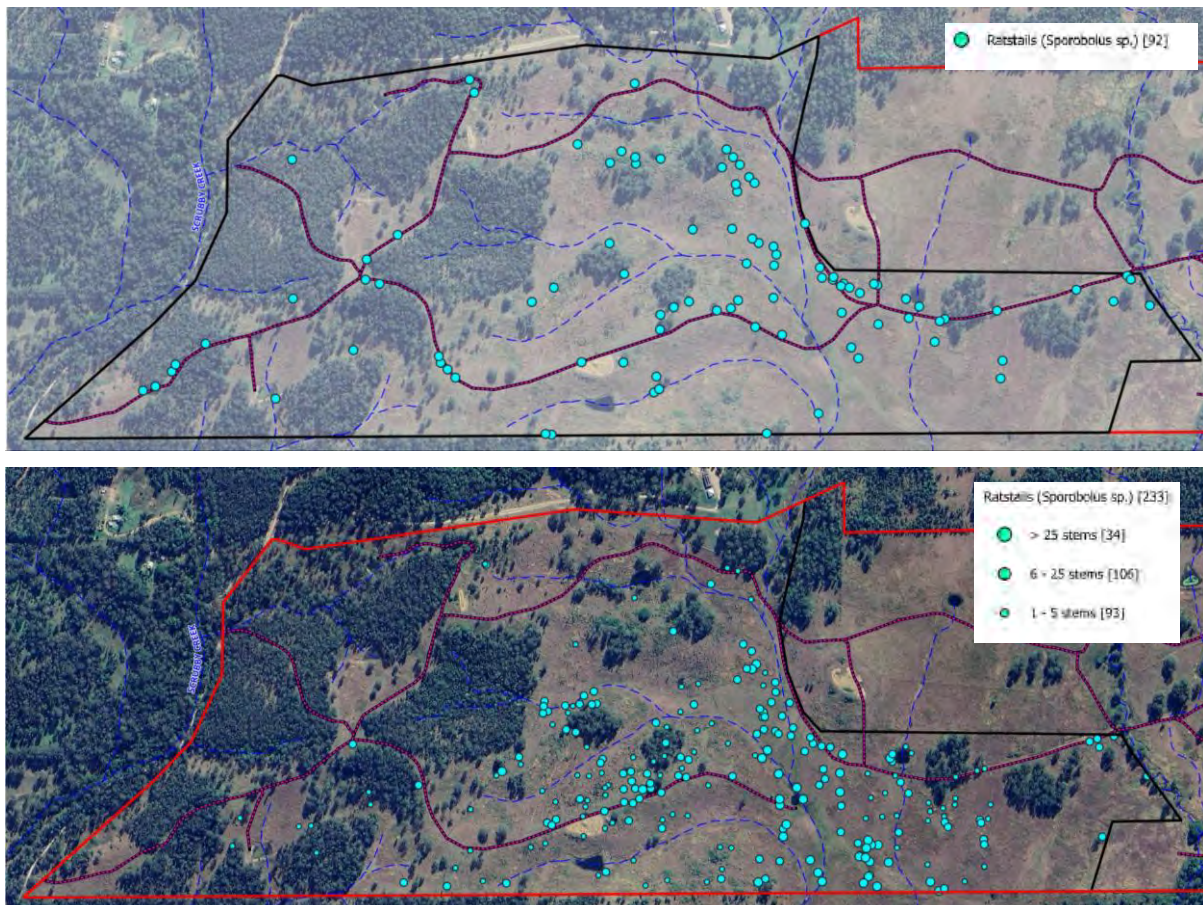 Ratstails (Sporobolus sp.) [92]
SCRUBBY CREEK
Ratstails (Sporobolus sp.) [233]
> 25 stems [34]
6 - 25 stems [106]
1 - 5 stems [93]
SCRUBBY CREEK